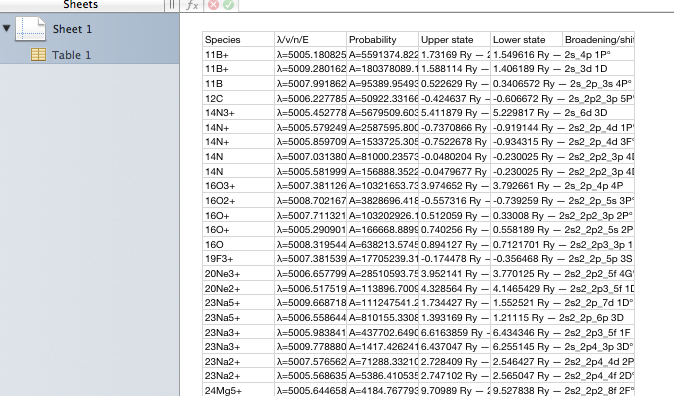 Sheets
fx
Sheet 1
Table 1
Species λ/ν/n/E Probability Upper state Lower state Broadening/shif
11B+ λ=5005.180825 A=5591374.822 1.73169 Ry — 2 1.549616 Ry — 2s_4p 1P°
11B+ λ=5009.280162 A=180378089.1 1.588114 Ry — 1.406189 Ry — 2s_3d 1D
11B λ=5007.991862 A=95389.95493 0.522629 Ry — 0.3406572 Ry — 2s_2p_3s 4P°
12C λ=5006.227785 A=50922.33166 -0.424637 Ry — -0.606672 Ry — 2s_2p2_3p 5P°
14N3+ λ=5005.452778 A=5679509.603 5.411879 Ry — 5.229817 Ry — 2s_6d 3D
14N+ λ=5005.579249 A=2587595.800 -0.7370866 Ry -0.919144 Ry — 2s2_2p_4d 1P°
14N+ λ=5005.859709 A=1533725.305 -0.7522678 Ry -0.934315 Ry — 2s2_2p_4d 3F°
14N λ=5007.031380 A=81000.23573 -0.0480204 Ry -0.230025 Ry — 2s2_2p2_3p 4D
14N λ=5005.581999 A=156888.3522 -0.0479677 Ry -0.230025 Ry — 2s2_2p2_3p 4D
16O3+ λ=5007.381126 A=10321653.73 3.974652 Ry — 3.792661 Ry — 2s_2p_4p 4P
16O2+ λ=5008.702167 A=3828696.418 -0.557316 Ry — -0.739259 Ry — 2s2_2p_5s 3P°
16O+ λ=5007.711321 A=103202926.1 0.512059 Ry — 0.33008 Ry — 2s2_2p2_3p 2P°
16O+ λ=5005.290901 A=166668.8899 0.740256 Ry — 0.558189 Ry — 2s2_2p2_5s 2P
16O λ=5008.319544 A=638213.5745 0.894127 Ry — 0.7121701 Ry — 2s2_2p3_3p 1
19F3+ λ=5007.381539 A=17705239.31 -0.174478 Ry — -0.356468 Ry — 2s2_2p_5p 3S
20Ne3+ λ=5006.657799 A=28510593.75 3.952141 Ry — 3.770125 Ry — 2s2_2p2_5f 4G°
20Ne2+ λ=5006.517519 A=113896.7009 4.328564 Ry — 4.1465429 Ry — 2s2_2p3_5f 1D
23Na5+ λ=5009.668718 A=111247541.2 1.734427 Ry — 1.552521 Ry — 2s2_2p_7d 1D°
23Na5+ λ=5006.558644 A=810155.3308 1.393169 Ry — 1.21115 Ry — 2s2_2p_6p 3D
23Na3+ λ=5005.983841 A=437702.6490 6.6163859 Ry 6.434346 Ry — 2s2_2p3_5f 1F
23Na3+ λ=5009.778880 A=1417.426241 6.437047 Ry — 6.255145 Ry — 2s_2p4_3p 3D°
23Na2+ λ=5007.576562 A=71288.33210 2.728409 Ry — 2.546427 Ry — 2s2_2p4_4d 2P
23Na2+ λ=5005.568635 A=5386.410535 2.747102 Ry — 2.565047 Ry — 2s2_2p4_4f 2D°
24Mg5+ λ=5005.644658 A=4184.767793 9.70989 Ry — 2 9.527838 Ry — 2s2_2p2_8f 2F°